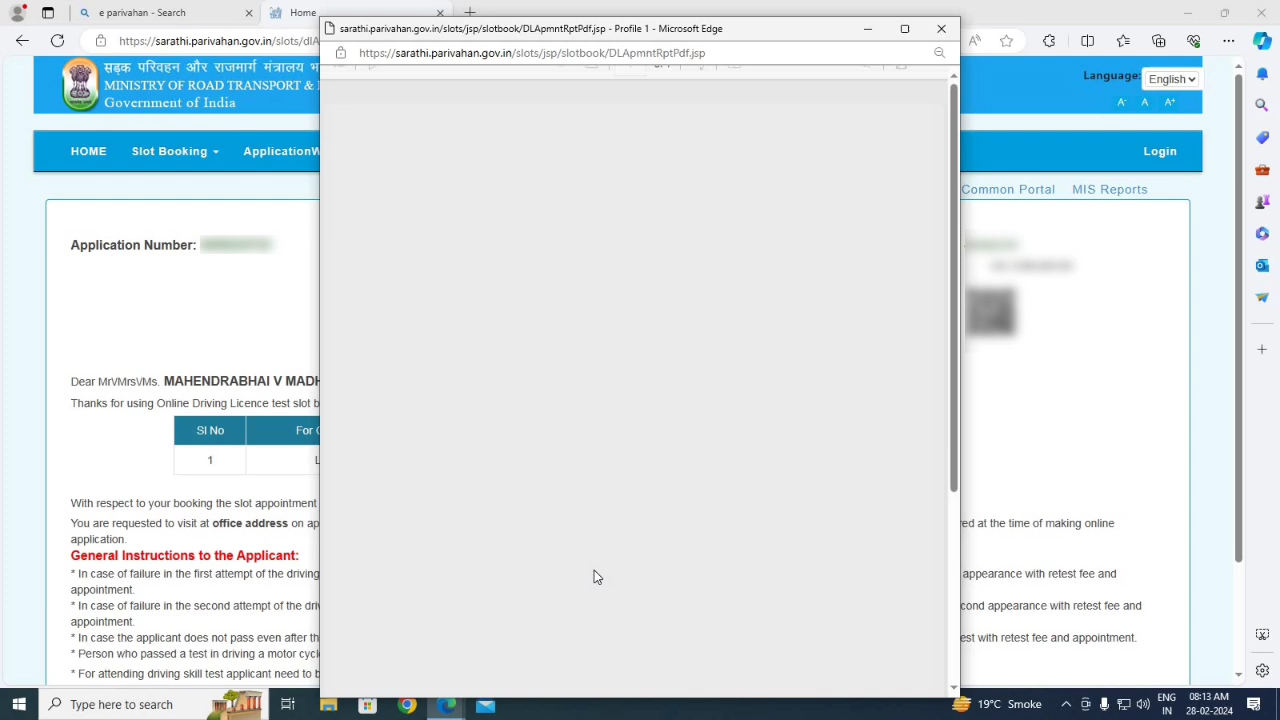 e parivahan - Search
Home
https://sarathi.parivahan.gov.in/slots/dlA
sarathi.parivahan.gov.in/slots/jsp/slotbook/DLApmntRptPdf.jsp - Profile 1 - Microsoft Edge
https://sarathi.parivahan.gov.in/slots/jsp/slotbook/DLApmntRptPdf.jsp
सड़क परिवहन और राजमार्ग मंत्रालय भ
MINISTRY OF ROAD TRANSPORT &
Government of India
Language: English
A- A A+
HOME Slot Booking ApplicationW Login
Common Portal MIS Reports
Application Number:
Dear Mr\Mrs\Ms. MAHENDRABHAI V MADH
Thanks for using Online Driving Licence test slot b
Sl No For C
1 L
With respect to your booking the slot appointment
You are requested to visit at office address on ap red at the time of making online
application.
General Instructions to the Applicant:
* In case of failure in the first attempt of the driving appearance with retest fee and
appointment.
* In case of failure in the second attempt of the dri cond appearance with retest fee and
appointment.
* In case the applicant does not pass even after th est with retest fee and appointment.
* Person who passed a test in driving a motor cycl
* For attending driving skill test applicant need to b
Type here to search
19°C Smoke
ENG
IN
08:13 AM
28-02-2024